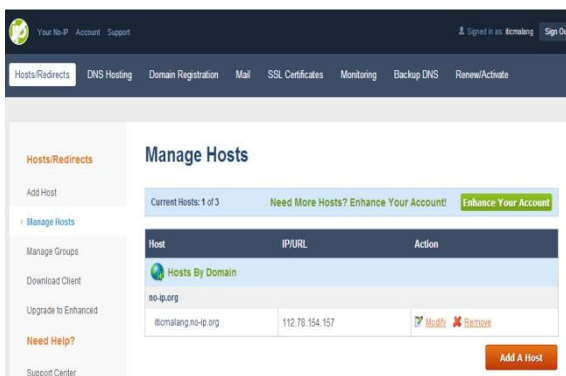 Your No-IP Account Support
Signed in as: iticmalang Sign Ou
Hosts/Redirects DNS Hosting Domain Registration Mail SSL Certificates Monitoring Backup DNS Renew/Activate
Hosts/Redirects
Add Host
Manage Hosts
Manage Groups
Download Client
Upgrade to Enhanced
Need Help?
Support Center
Manage Hosts
Current Hosts: 1 of 3 Need More Hosts? Enhance Your Account! Enhance Your Account
Host IP/URL Action
Hosts By Domain
no-ip.org
iticmalang.no-ip.org 112.78.154.157 Modify Remove
Add A Host